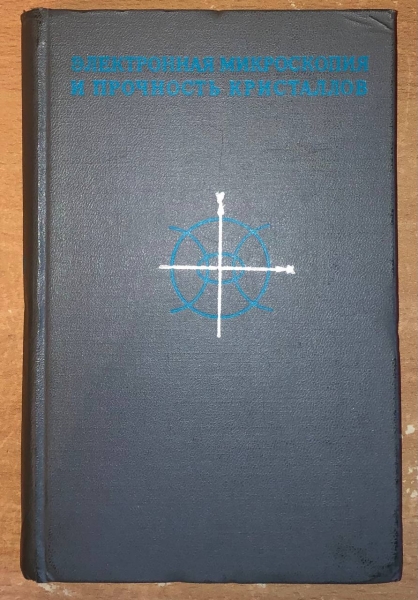 ЭЛЕКТРОННАЯ МИКРОСКОПИЯ
И ПРОЧНОСТЬ КРИСТАЛЛОВ
Y
X